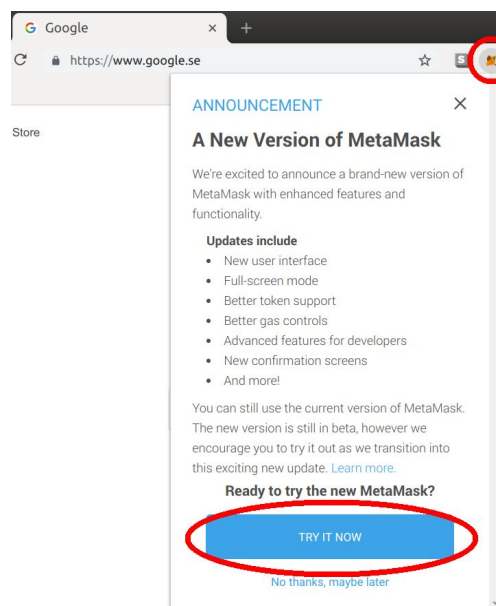 Google
https://www.google.se
S
Store
ANNOUNCEMENT
A New Version of MetaMask
We're excited to announce a brand-new version of
MetaMask with enhanced features and
functionality.
Updates include
• New user interface
• Full-screen mode
• Better token support
• Better gas controls
• Advanced features for developers
• New confirmation screens
• And more!
You can still use the current version of MetaMask.
The new version is still in beta, however we
encourage you to try it out as we transition into
this exciting new update. Learn more.
Ready to try the new MetaMask?
TRY IT NOW
No thanks, maybe later